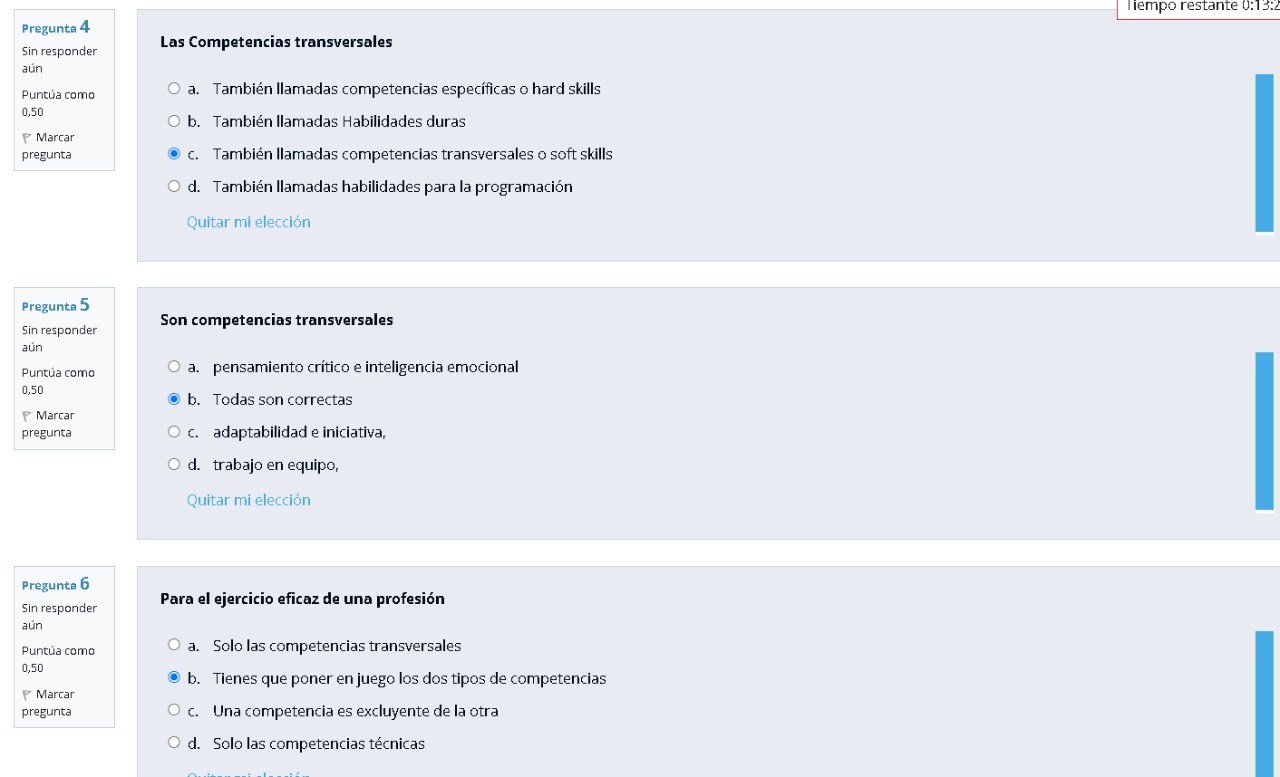 Tiempo restante 0:13:2
Pregunta 4
Sin responder
aún
Puntúa como
0,50
Marcar
pregunta
Las Competencias transversales
a. También llamadas competencias específicas o hard skills
b. También llamadas Habilidades duras
c. También llamadas competencias transversales o soft skills
d. También llamadas habilidades para la programación
Quitar mi elección
Pregunta 5
Sin responder
aún
Puntúa como
0,50
Marcar
pregunta
Son competencias transversales
a. pensamiento crítico e inteligencia emocional
b. Todas son correctas
c. adaptabilidad e iniciativa,
d. trabajo en equipo,
Quitar mi elección
Pregunta 6
Sin responder
aún
Puntúa como
0,50
Marcar
pregunta
Para el ejercicio eficaz de una profesión
a. Solo las competencias transversales
b. Tienes que poner en juego los dos tipos de competencias
c. Una competencia es excluyente de la otra
d. Solo las competencias técnicas
Quitar mi elección